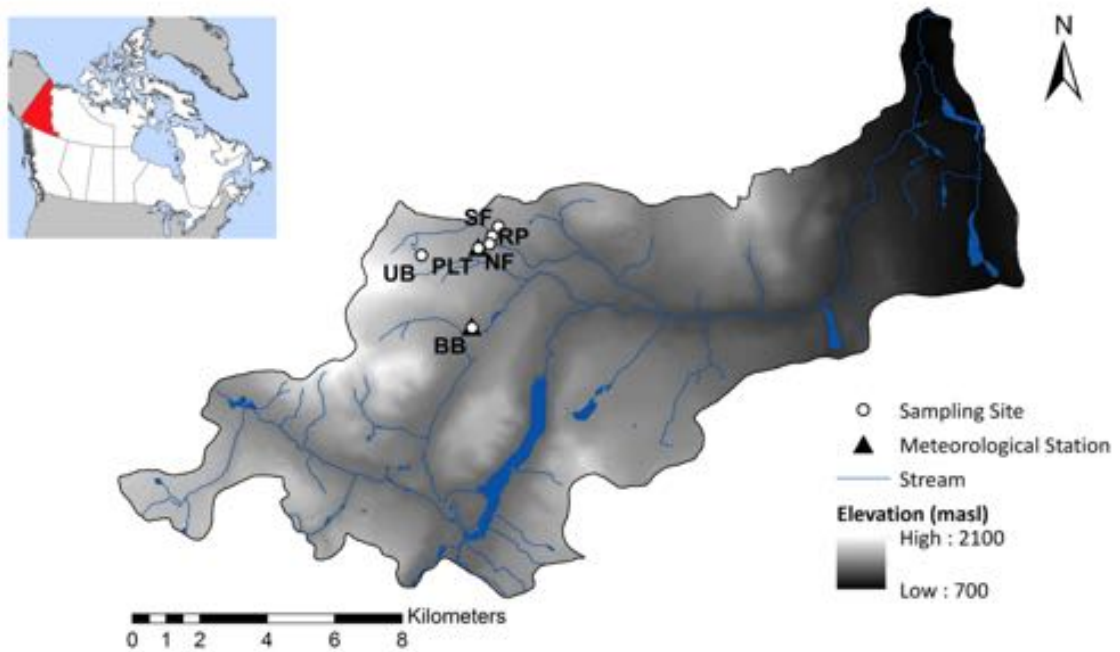 N
SF
RP
UB
PLT
NF
BB
Sampling Site
Meteorological Station
Stream
Elevation (masl)
High : 2100
Low : 700
Kilometers
0 1 2 4 6 8